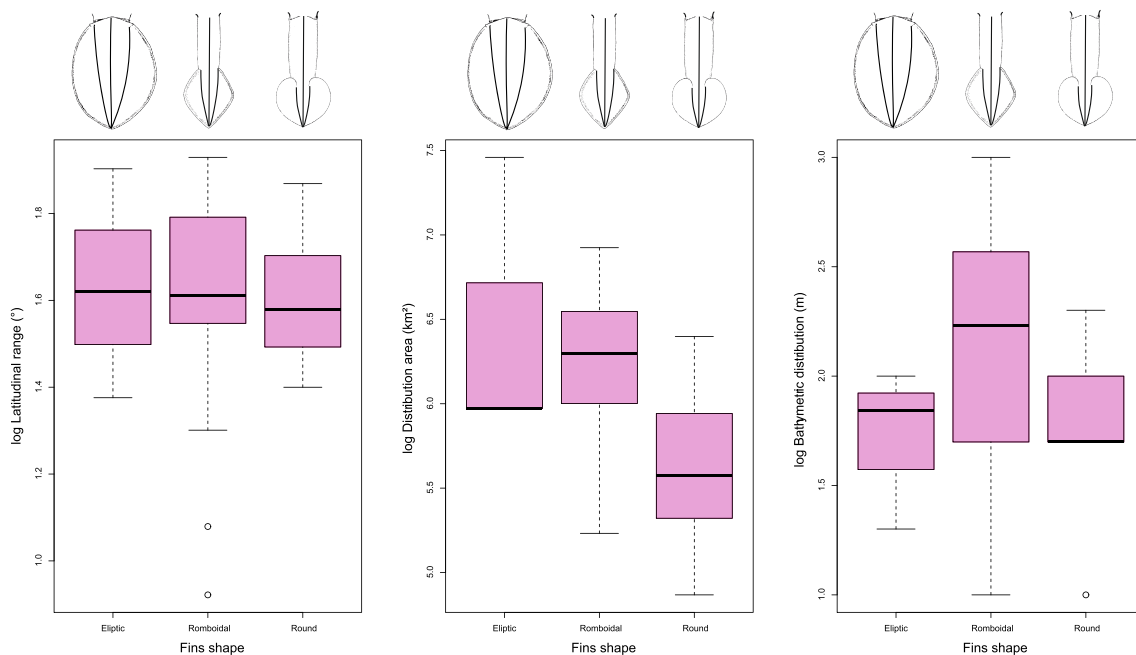 log Latitudinal range (°)
1.8
1.6
1.4
1.2
1.0
Eliptic Romboidal Round
Fins shape
log Distribution area (km²)
7.5
7.0
6.5
6.0
5.5
5.0
Eliptic Romboidal Round
Fins shape
log Bathymetric distribution (m)
3.0
2.5
2.0
1.5
1.0
Eliptic Romboidal Round
Fins shape